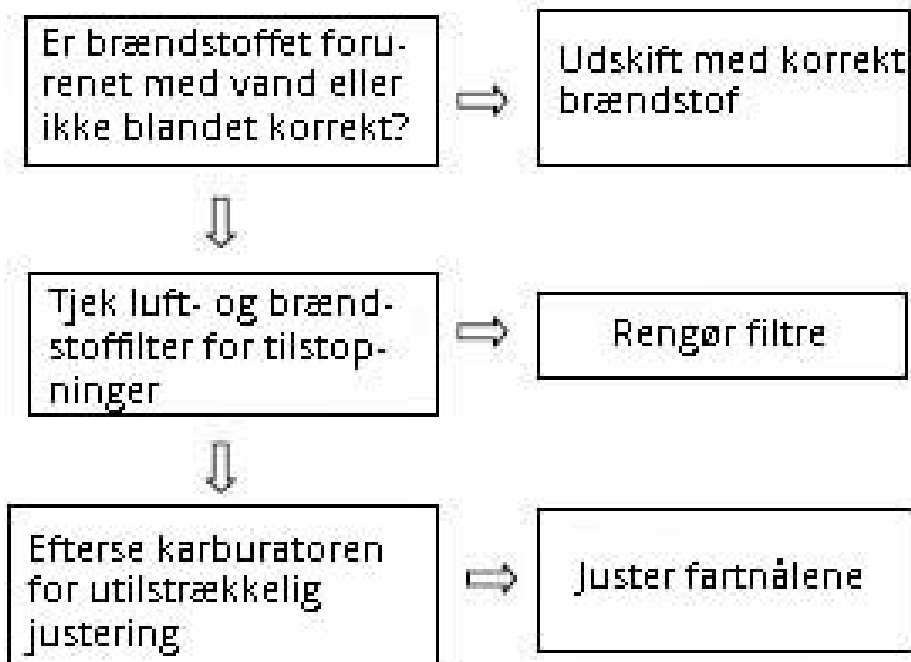 Er brændstoffet foru-
renet med vand eller
ikke blandet korrekt?
Udskift med korrekt
brændstof
Tjek luft- og brænd-
stoffilter for tilstop-
ninger
Rengør filtre
Efterse karburatoren
for utilstrækkelig
justering
Juster fartnålene